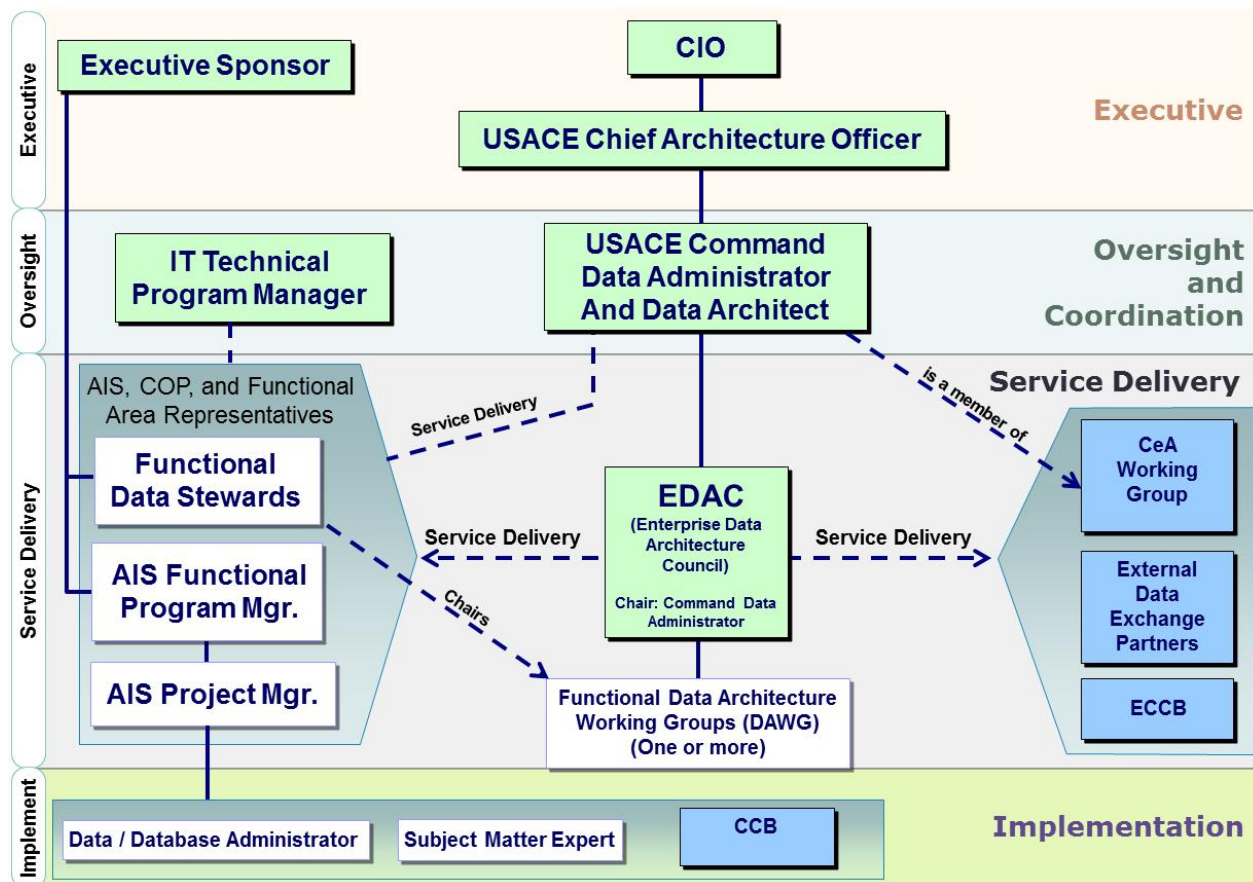 Executive
Executive Sponsor
CIO
USACE Chief Architecture Officer
Executive
Oversight
IT Technical
Program Manager
USACE Command
Data Administrator
And Data Architect
Oversight
and
Coordination
Service Delivery
AIS, COP, and Functional
Area Representatives
Functional
Data Stewards
AIS Functional
Program Mgr.
AIS Project Mgr.
Service Delivery
is a member of
Service Delivery
Chairs
EDAC
(Enterprise Data
Architecture
Council)
Chair: Command Data
Administrator
Service Delivery
Functional Data Architecture
Working Groups (DAWG)
(One or more)
Service Delivery
CeA
Working
Group
External
Data
Exchange
Partners
ECCB
Implement
Data / Database Administrator
Subject Matter Expert
CCB
Implementation